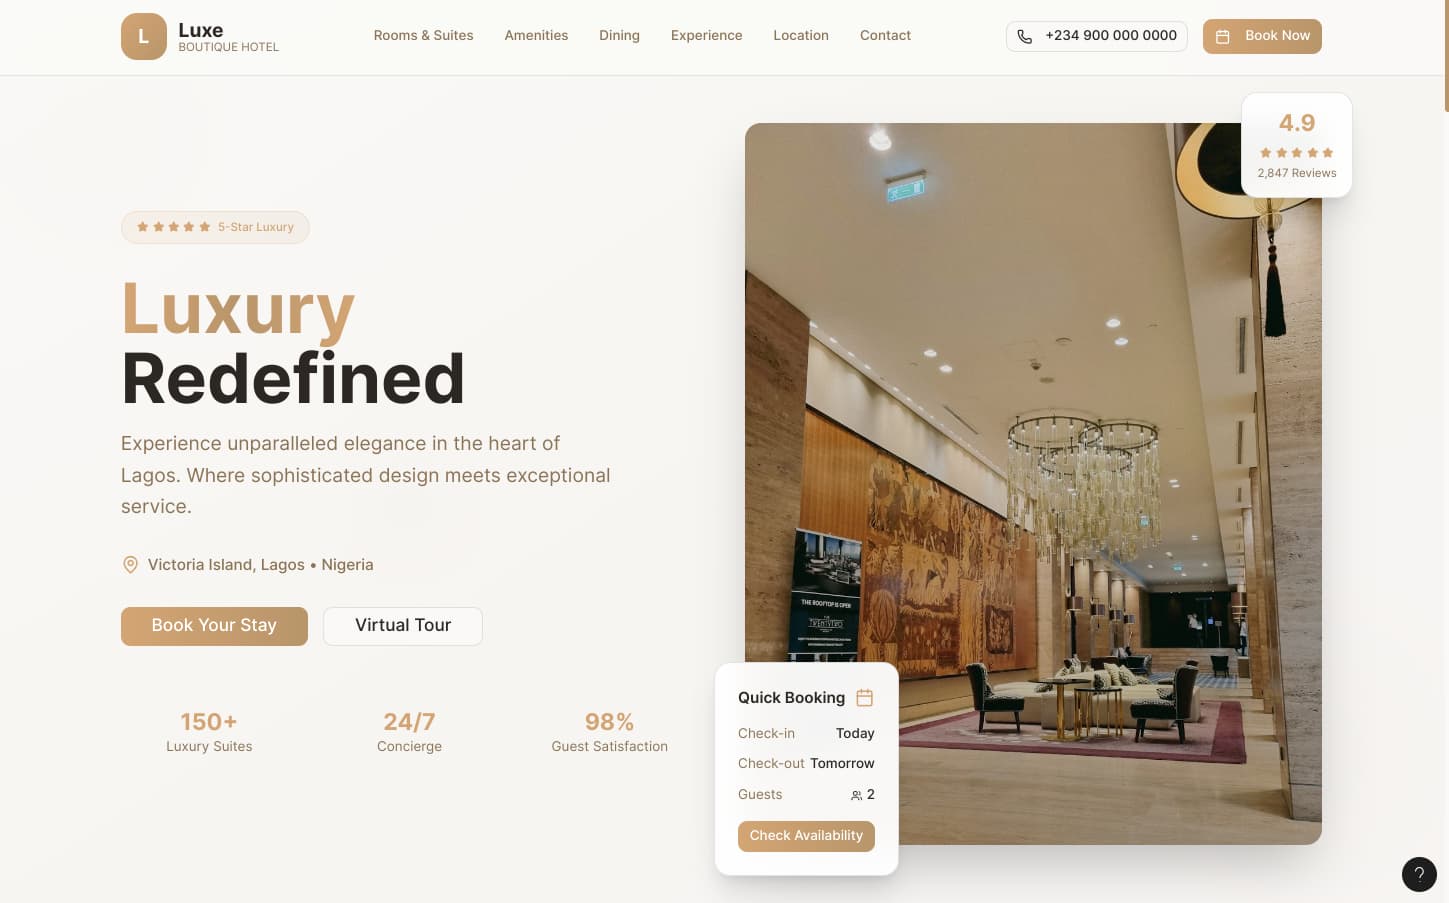 L
Luxe
BOUTIQUE HOTEL
Rooms & Suites
Amenities
Dining
Experience
Location
Contact
+234 900 000 0000
Book Now
4.9
2,847 Reviews
5-Star Luxury
Luxury
Redefined
Experience unparalleled elegance in the heart of
Lagos. Where sophisticated design meets exceptional
service.
Victoria Island, Lagos • Nigeria
Book Your Stay
Virtual Tour
150+
Luxury Suites
24/7
Concierge
98%
Guest Satisfaction
THE ROOFTOP IS OPEN
Quick Booking
Check-in
Today
Check-out
Tomorrow
Guests
2
Check Availability
?